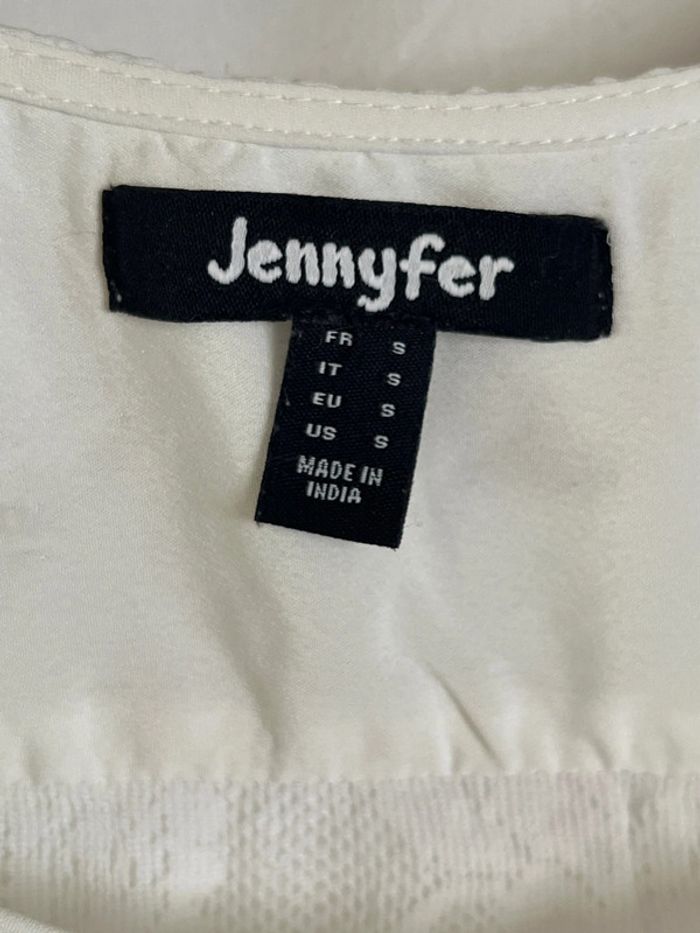 Jennyfer
FR S
IT S
EU S
US S
MADE IN
INDIA